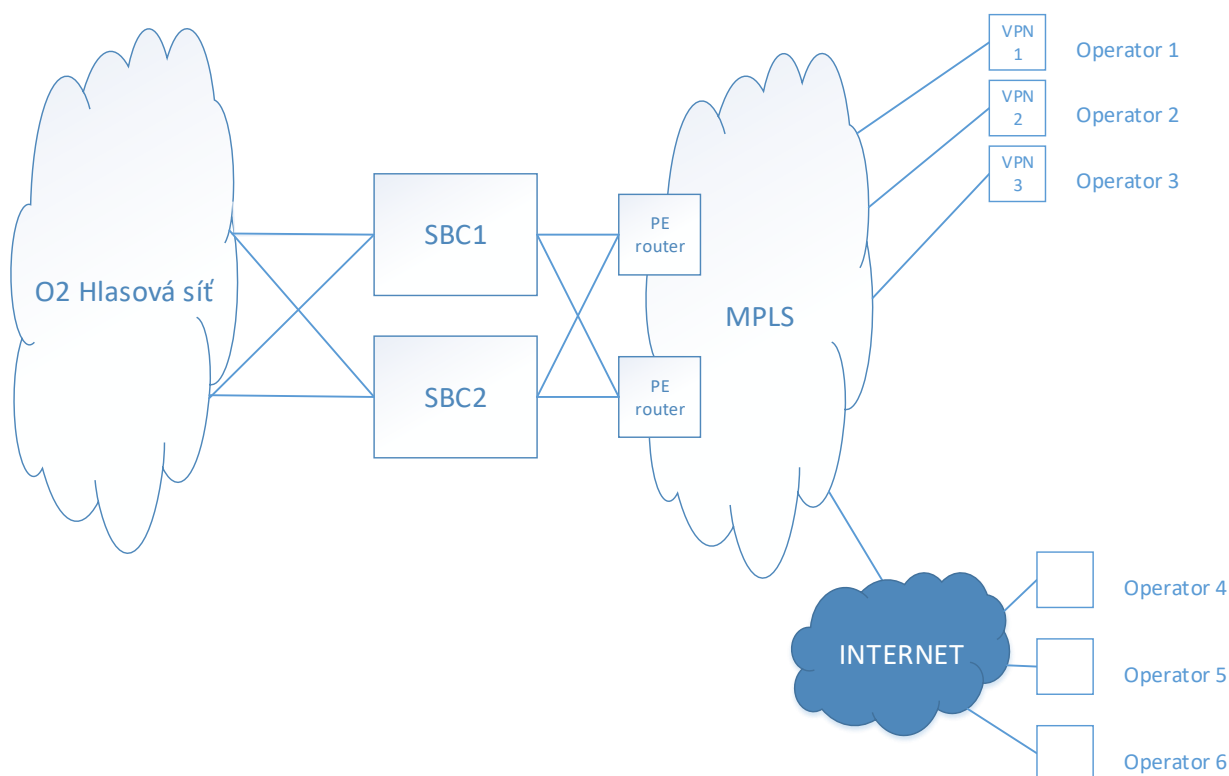 VPN
1
Operator 1
VPN
2
Operator 2
VPN
3
Operator 3
SBC1
PE
router
O2 Hlasová síť
MPLS
SBC2
PE
router
Operator 4
INTERNET
Operator 5
Operator 6